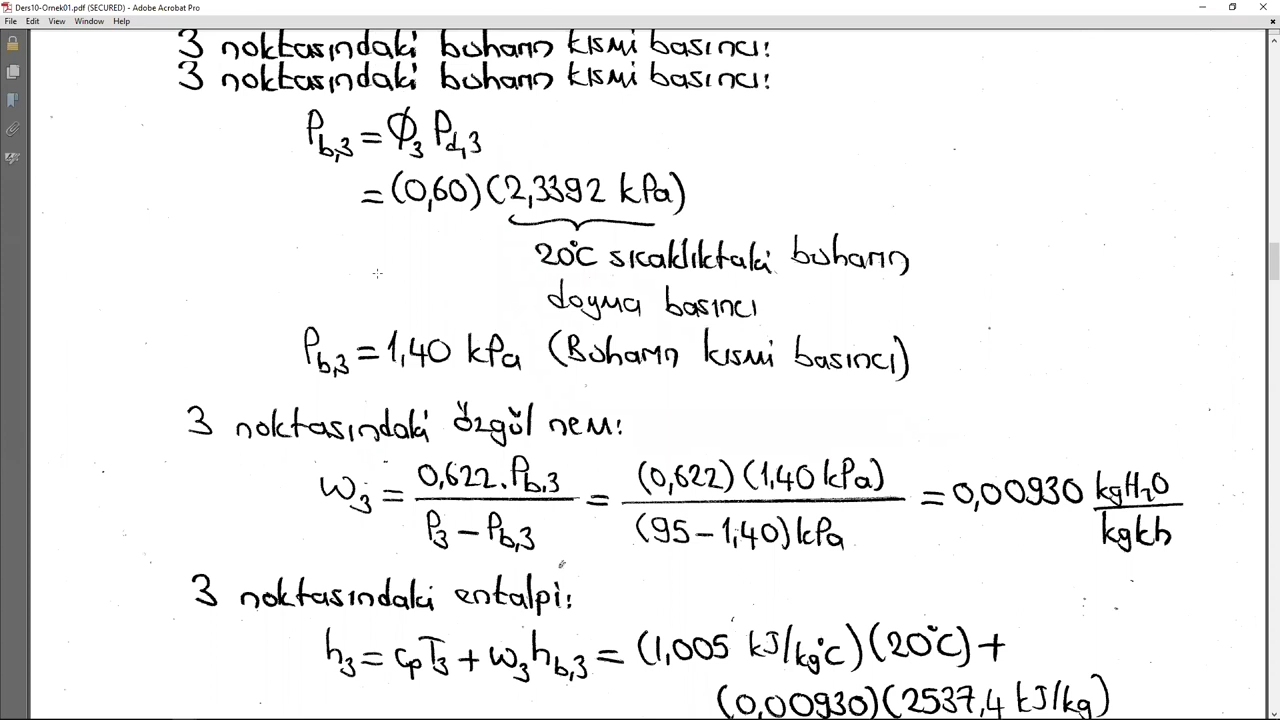 Ders10-Ornek01.pdf (SECURED) - Adobe Acrobat Pro
File Edit View Window Help
3 noktasındaki buharın kısmi basıncı:
3 noktasındaki buharın kısmi basıncı:
P_b,3 = Ø_3 P_d,3
= (0,60) (2,3392 kPa)
20°C sıcaklıktaki buharın
doyma basıncı
P_b,3 = 1,40 kPa (Buharın kısmi basıncı)
3 noktasındaki özgül nem:
w_3 = 0,622 . P_b,3 / P_3 - P_b,3 = (0,622) (1,40 kPa) / (95 - 1,40) kPa = 0,00930 kgH_2O / kgkh
3 noktasındaki entalpi:
h_3 = c_p T_3 + w_3 h_b,3 = (1,005 kJ/kg°C) (20°C) +
(0,00930) (2537,4 kJ/kg)